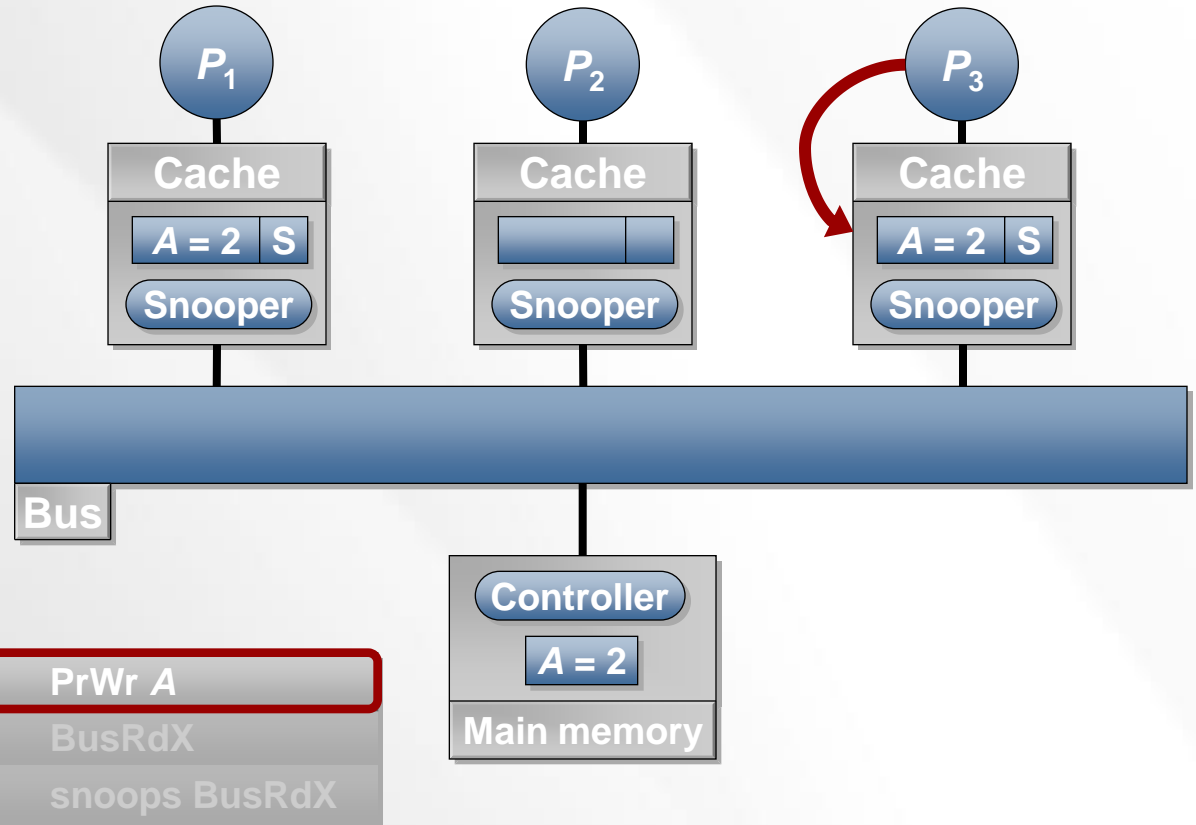 P1
P2
P3
Cache
Cache
Cache
A = 2 S
A = 2 S
Snooper
Snooper
Snooper
Bus
Controller
A = 2
Main memory
PrWr A
BusRdX
snoops BusRdX